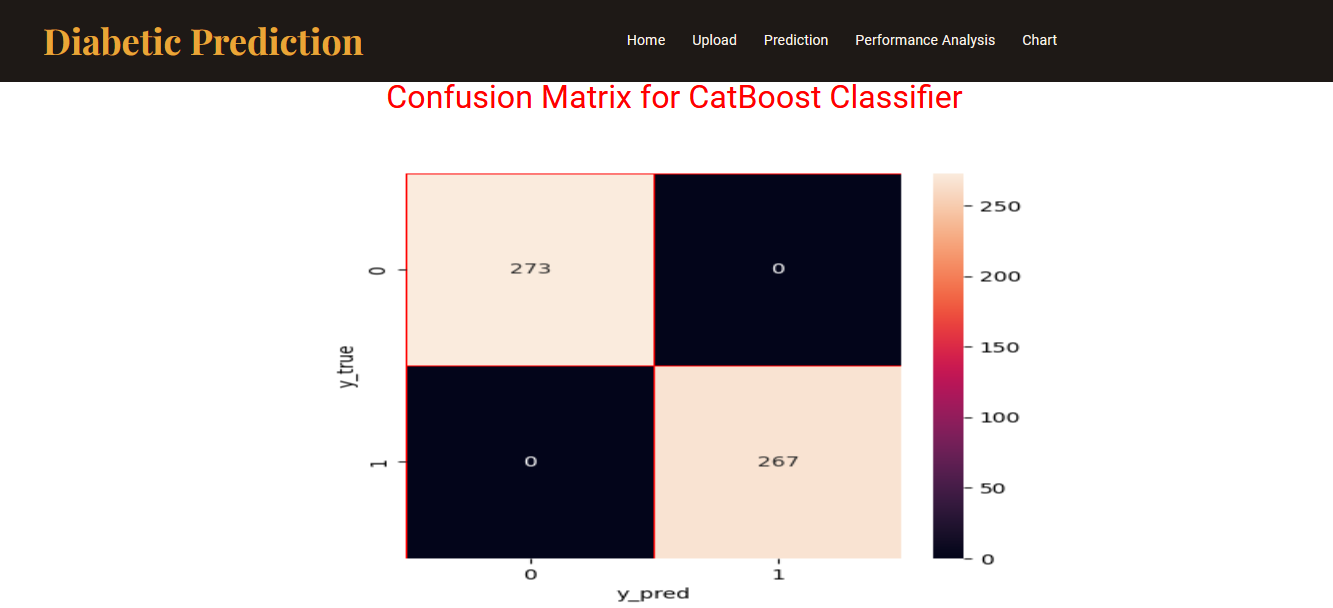 Diabetic Prediction
Home Upload Prediction Performance Analysis Chart
Confusion Matrix for CatBoost Classifier
273 0
0 267
0
1
y_true
0 1
y_pred
250
200
150
100
50
0